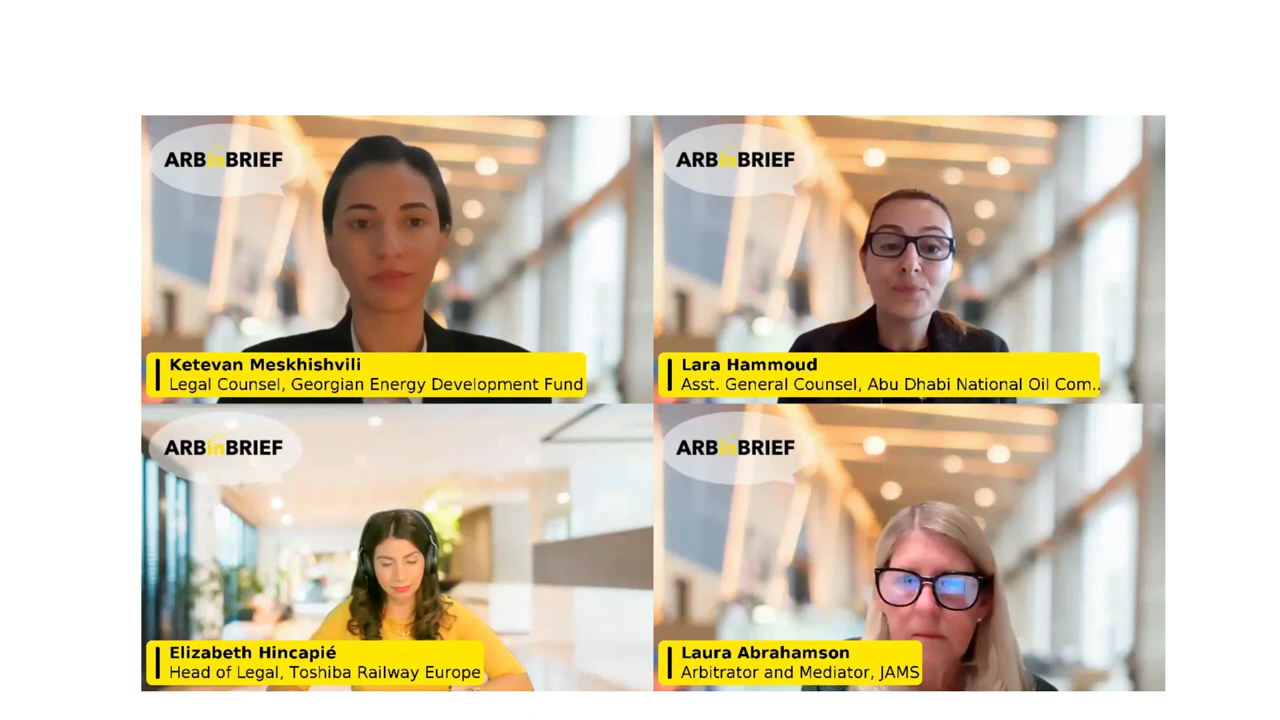 ARBinBRIEF
ARBinBRIEF
Ketevan Meskhishvili
Legal Counsel, Georgian Energy Development Fund
Lara Hammoud
Asst. General Counsel, Abu Dhabi National Oil Com..
ARBinBRIEF
ARBinBRIEF
Elizabeth Hincapié
Head of Legal, Toshiba Railway Europe
Laura Abrahamson
Arbitrator and Mediator, JAMS